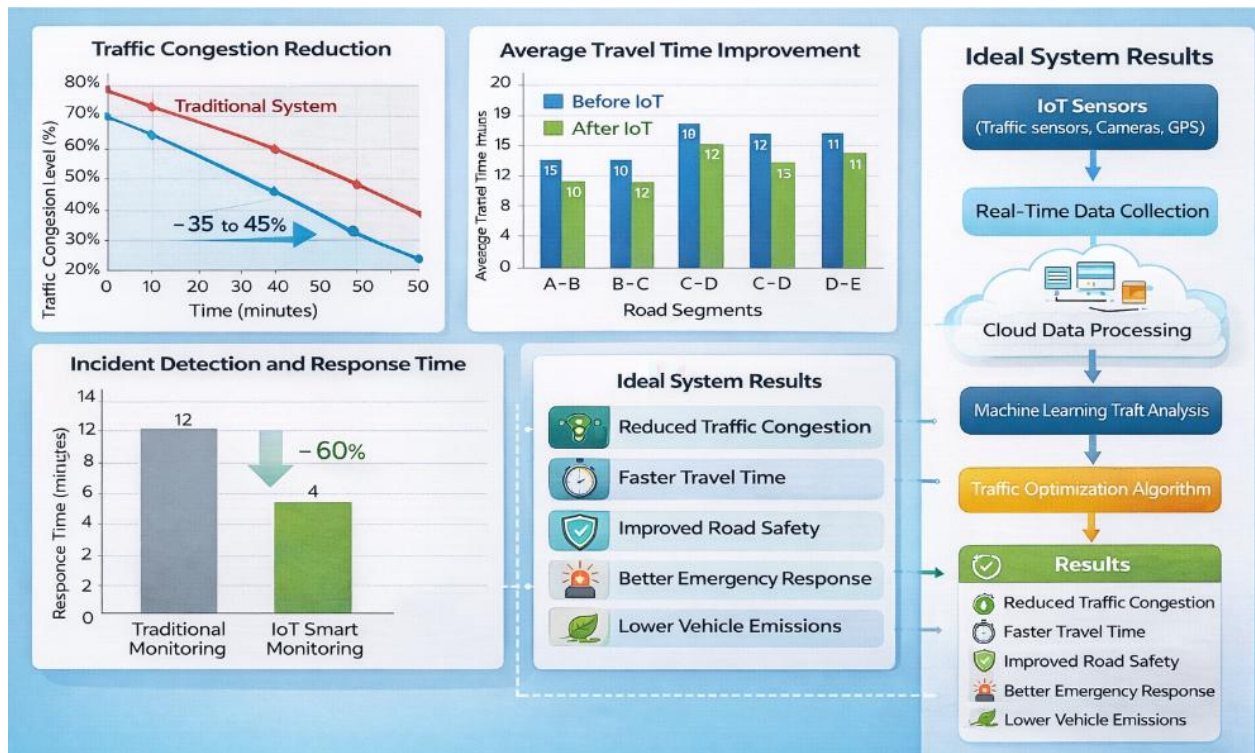 Traffic Congestion Reduction
Traffic Congesion Level (%)
80%
70%
60%
50%
40%
30%
20%
Traditional System
– 35 to 45%
0 10 20 30 40 50 50 50
Time (minutes)
Average Travel Time Improvement
20
19
15
12
8
4
0
Before IoT
After IoT
15 10 10 12 12 12 11 11
A-B B-C C-D C-D D-E
Road Segments
Incident Detection and Response Time
Responce Time (minutes)
14
12
8
6
4
2
2
0
12
– 60%
4
Traditional
Monitoring
IoT Smart
Monitoring
Ideal System Results
Reduced Traffic Congestion
Faster Travel Time
Improved Road Safety
Better Emergency Response
Lower Vehicle Emissions
Ideal System Results
IoT Sensors
(Traffic sensors, Cameras, GPS)
Real-Time Data Collection
Cloud Data Processing
Machine Learning Traft Analysis
Traffic Optimization Algorithm
Results
Reduced Traffic Congestion
Faster Travel Time
Improved Road Safety
Better Emergency Response
Lower Vehicle Emissions